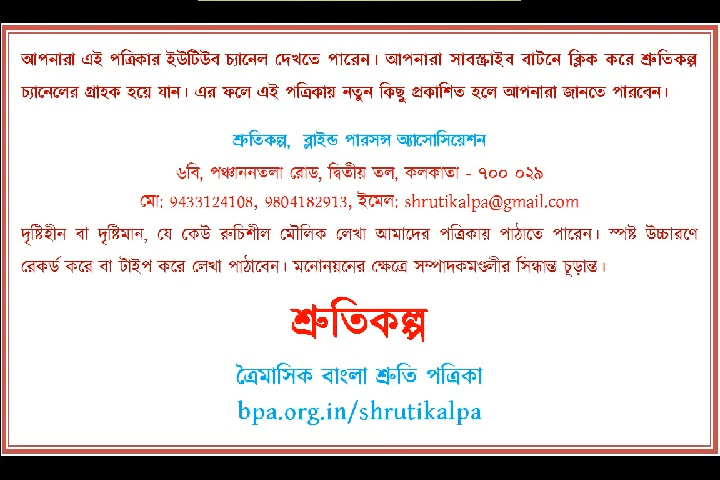 আপনারা এই পত্রিকার ইউটিউব চ্যানেল দেখতে পারেন। আপনারা সাবস্ক্রাইব বাটনে ক্লিক করে শ্রুতিকল্প
চ্যানেলের গ্রাহক হয়ে যান। এর ফলে এই পত্রিকায় নতুন কিছু প্রকাশিত হলে আপনারা জানতে পারবেন।
শ্রুতিকল্প, ব্লাইন্ড পারসন্স অ্যাসোসিয়েশন
৬বি, পঞ্চাননতলা রোড, দ্বিতীয় তল, কলকাতা - ৭০০ ০২৯
মো: 9433124108, 9804182913, ইমেল: shrutikalpa@gmail.com
দৃষ্টিহীন বা দৃষ্টিমান, যে কেউ রুচিশীল মৌলিক লেখা আমাদের পত্রিকায় পাঠাতে পারেন। স্পষ্ট উচ্চারণে
রেকর্ড করে বা টাইপ করে লেখা পাঠাবেন। মনোনয়নের ক্ষেত্রে সম্পাদকমণ্ডলীর সিদ্ধান্ত চূড়ান্ত।
শ্রুতিকল্প
ত্রৈমাসিক বাংলা শ্রুতি পত্রিকা
bpa.org.in/shrutikalpa